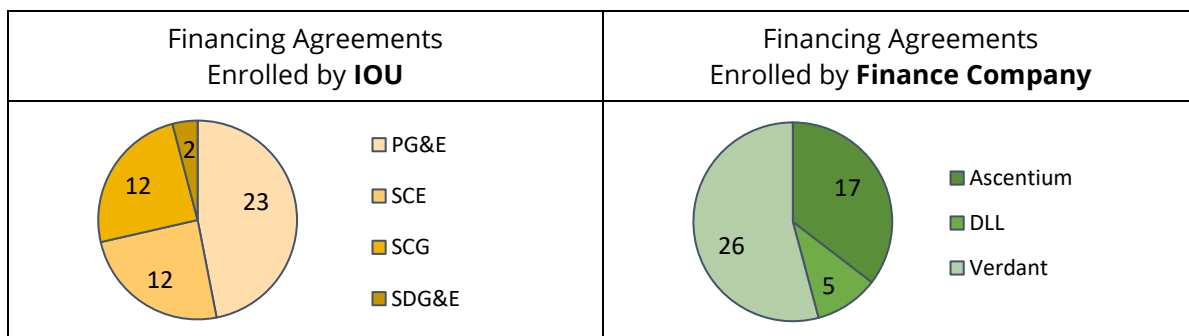 Financing Agreements
Enrolled by IOU
Financing Agreements
Enrolled by Finance Company
2
12
23
12
PG&E
SCE
SCG
SDG&E
17
26
5
Ascentium
DLL
Verdant